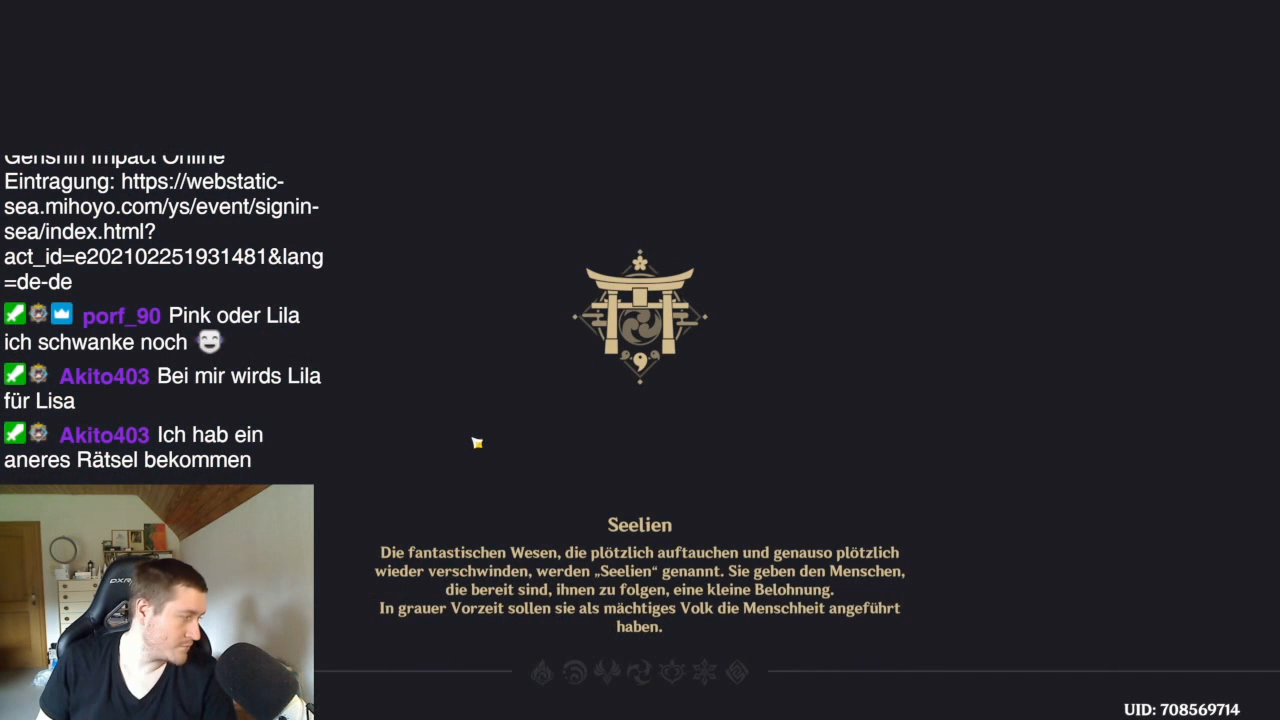 Genshin Impact Online
Eintragung: https://webstatic-
sea.mihoyo.com/ys/event/signin-
sea/index.html?
act_id=e202102251931481&lang
=de-de
porf_90 Pink oder Lila
ich schwanke noch
Akito403 Bei mir wirds Lila
für Lisa
Akito403 Ich hab ein
aneres Rätsel bekommen
DXR
Seelien
Die fantastischen Wesen, die plötzlich auftauchen und genauso plötzlich
wieder verschwinden, werden „Seelien“ genannt. Sie geben den Menschen,
die bereit sind, ihnen zu folgen, eine kleine Belohnung.
In grauer Vorzeit sollen sie als mächtiges Volk die Menschheit angeführt
haben.
UID: 708569714